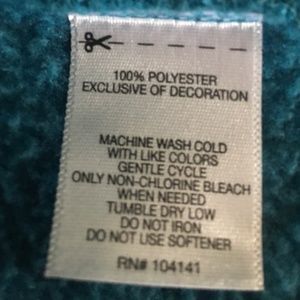 100% POLYESTER
EXCLUSIVE OF DECORATION
MACHINE WASH COLD
WITH LIKE COLORS
GENTLE CYCLE
ONLY NON-CHLORINE BLEACH
WHEN NEEDED
TUMBLE DRY LOW
DO NOT IRON
DO NOT USE SOFTENER
RN# 104141